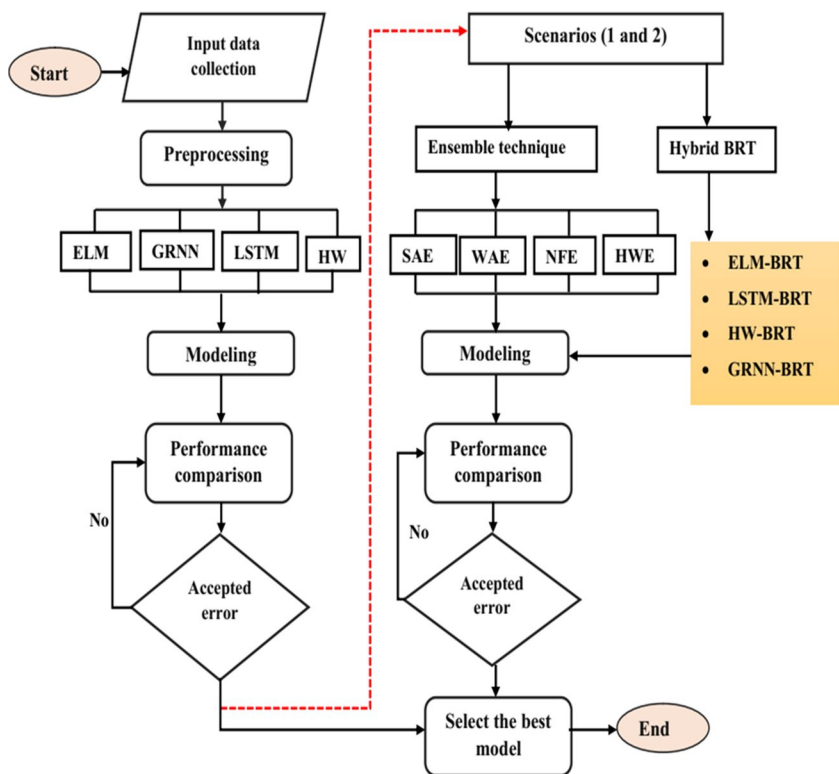 Start
Input data
collection
Preprocessing
ELM
GRNN
LSTM
HW
Modeling
Performance
comparison
No
Accepted
error
Scenarios (1 and 2)
Ensemble technique
Hybrid BRT
SAE
WAE
NFE
HWE
• ELM-BRT
• LSTM-BRT
• HW-BRT
• GRNN-BRT
Modeling
Performance
comparison
No
Accepted
error
Select the best
model
End